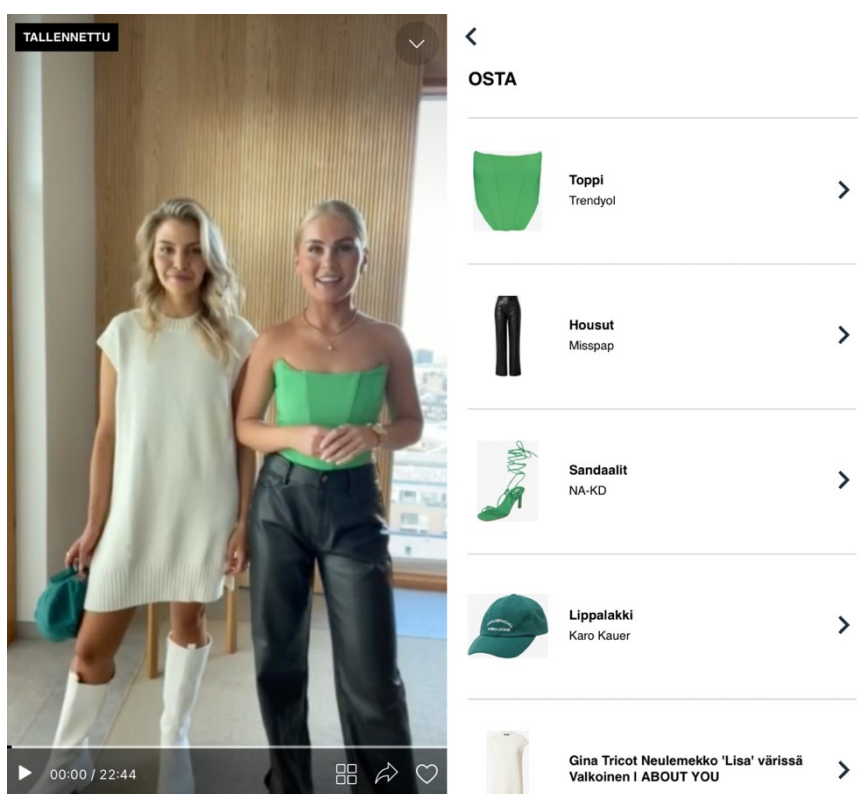 TALLENNETTU
00:00 / 22:44
OSTA
Toppi
Trendyol
Housut
Misspap
Sandaalit
NA-KD
Lippalakki
Karo Kauer
Gina Tricot Neulemekko 'Lisa' värissä
Valkoinen I ABOUT YOU